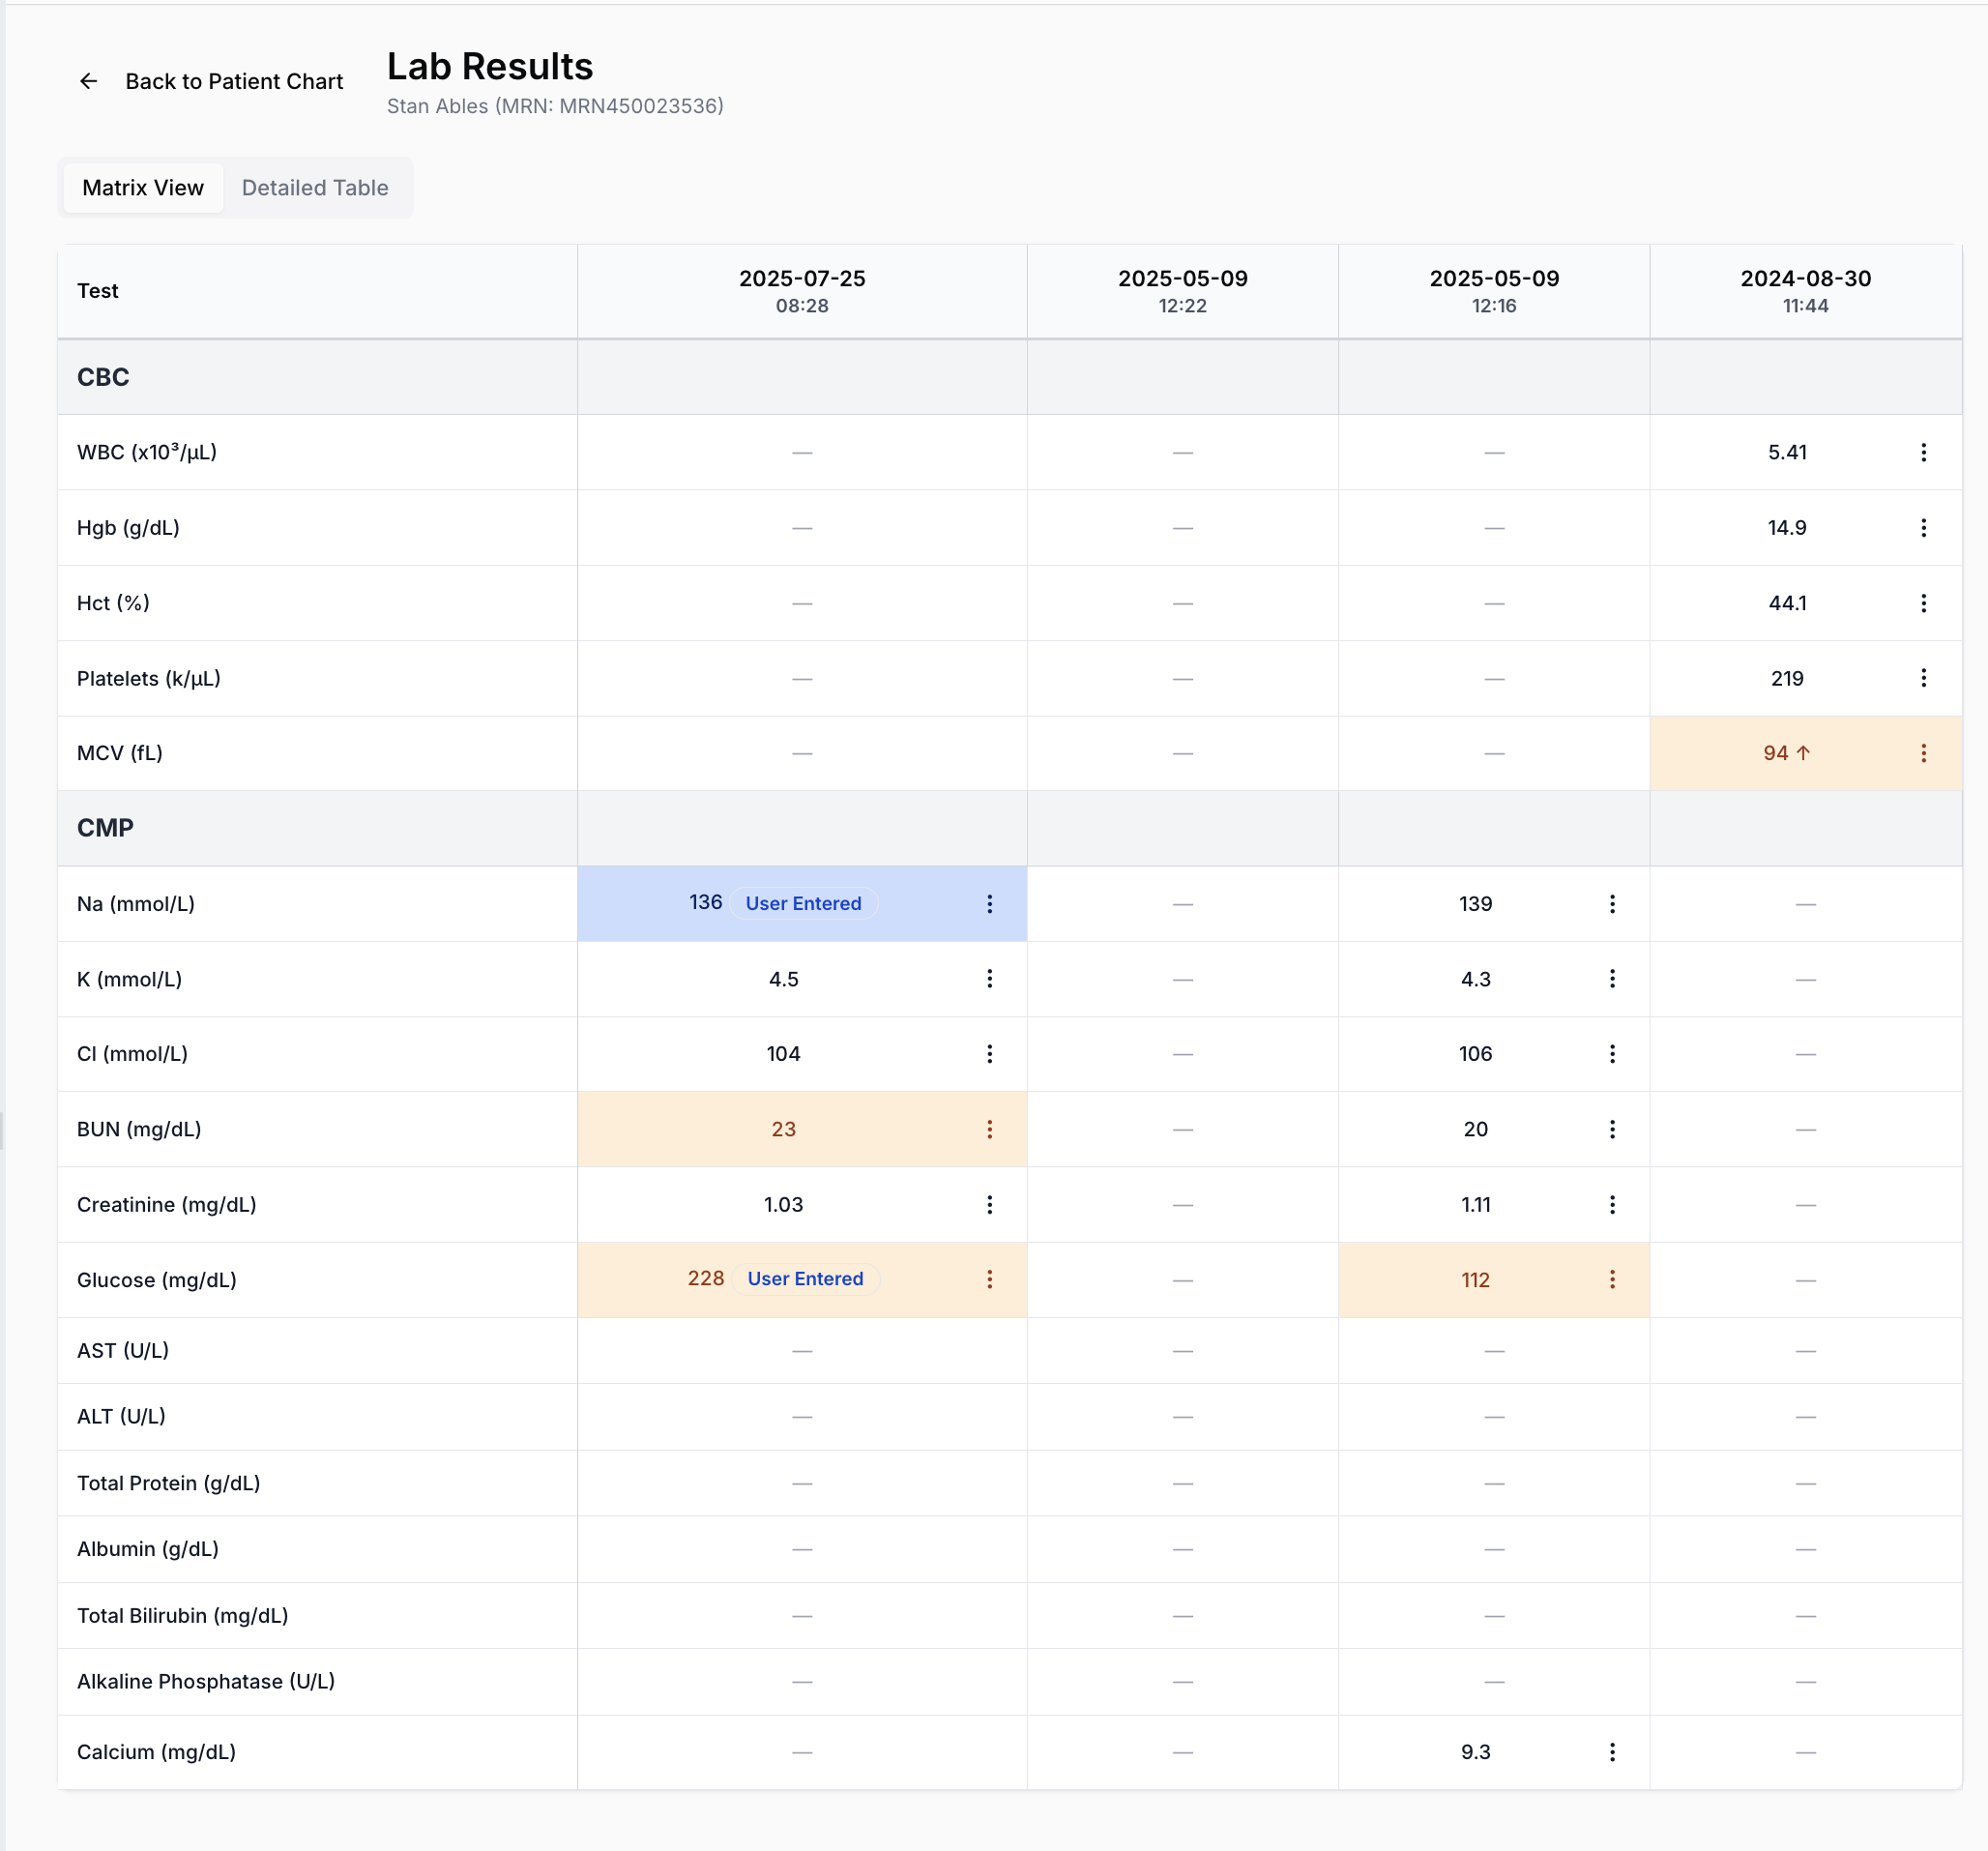 Back to Patient Chart
Lab Results
Stan Ables (MRN: MRN450023536)
Matrix View Detailed Table
Test 2025-07-25 08:28 2025-05-09 12:22 2025-05-09 12:16 2024-08-30 11:44
CBC
WBC (x10³/µL) — — — 5.41
Hgb (g/dL) — — — 14.9
Hct (%) — — — 44.1
Platelets (k/µL) — — — 219
MCV (fL) — — — 94 ↑
CMP
Na (mmol/L) 136 User Entered — 139 —
K (mmol/L) 4.5 — 4.3 —
Cl (mmol/L) 104 — 106 —
BUN (mg/dL) 23 — 20 —
Creatinine (mg/dL) 1.03 — 1.11 —
Glucose (mg/dL) 228 User Entered — 112 —
AST (U/L) — — — —
ALT (U/L) — — — —
Total Protein (g/dL) — — — —
Albumin (g/dL) — — — —
Total Bilirubin (mg/dL) — — — —
Alkaline Phosphatase (U/L) — — — —
Calcium (mg/dL) — — 9.3 —